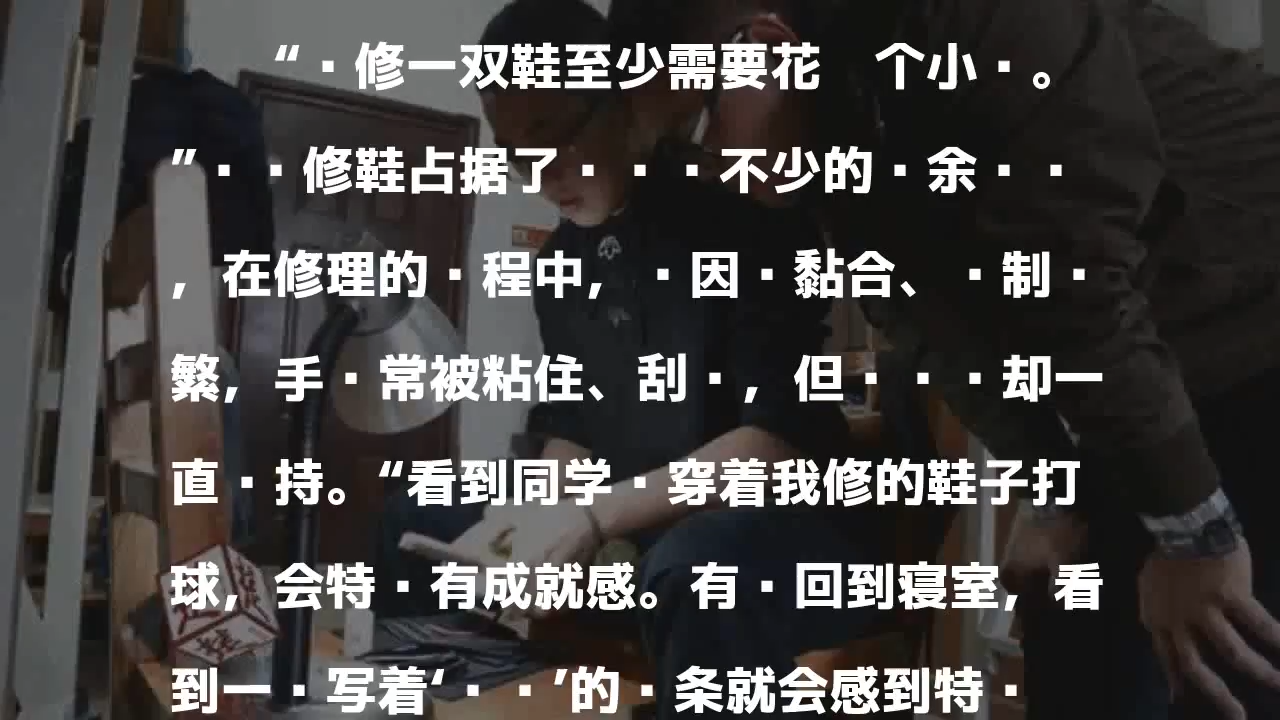 “·修一双鞋至少需要花 个小·。
”··修鞋占据了···不少的·余··
，在修理的·程中，·因·黏合、·制·
繁，手·常被粘住、刮·，但···却一
直·持。“看到同学·穿着我修的鞋子打
球，会特·有成就感。有·回到寝室，看
到一·写着‘··’的·条就会感到特·